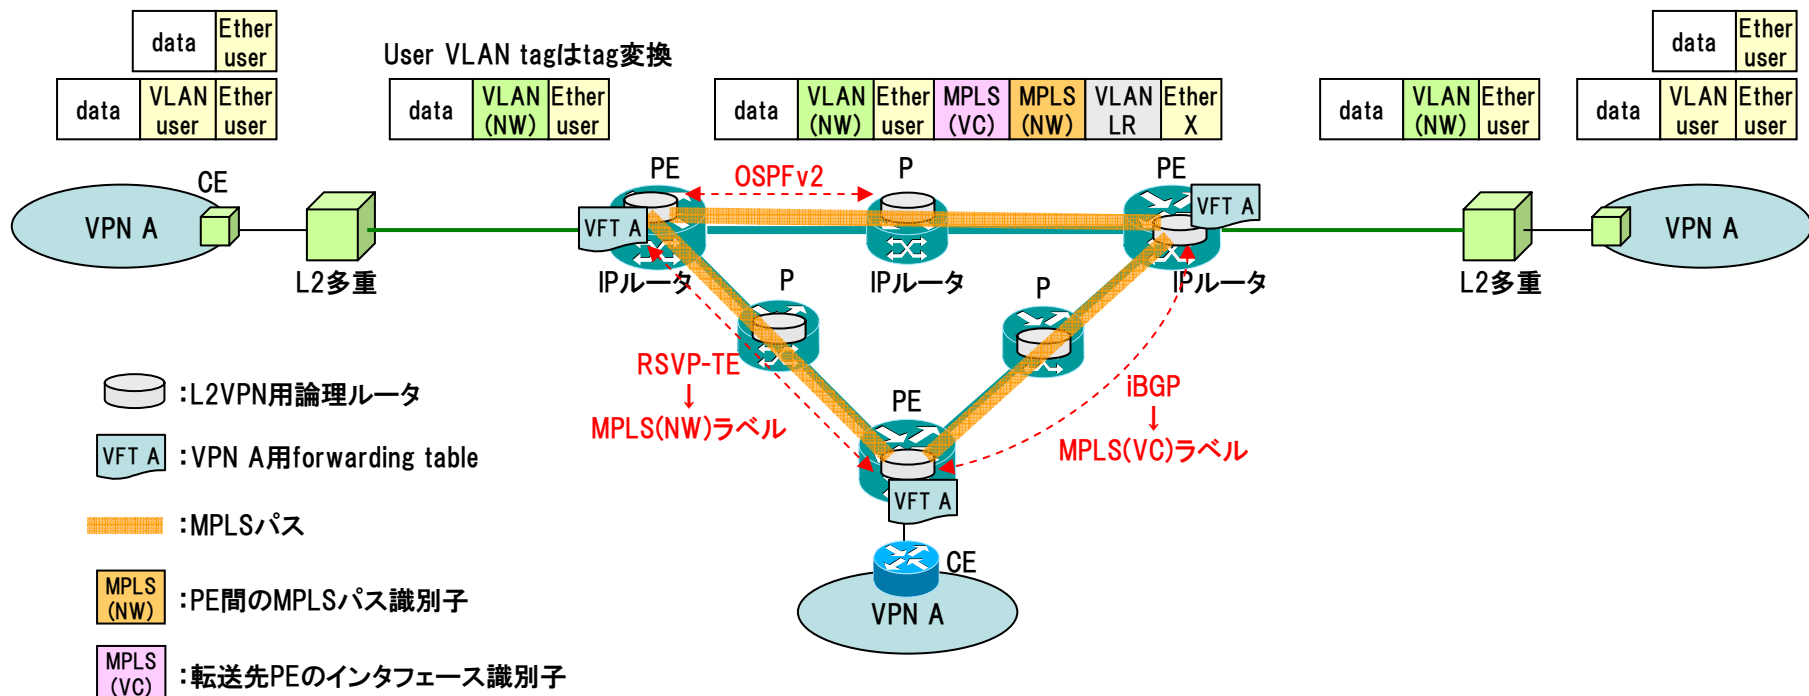 data Ether user
data VLAN user Ether user
User VLAN tagはtag変換
data VLAN (NW) Ether user
data VLAN (NW) Ether user MPLS (VC) MPLS (NW) VLAN LR Ether X
data VLAN (NW) Ether user
data Ether user
data VLAN user Ether user
CE
VPN A
L2多重
PE
VFT A
IPルータ
OSPFv2
P
IPルータ
PE
VFT A
IPルータ
L2多重
VPN A
P
P
RSVP-TE
↓
MPLS(NW)ラベル
iBGP
↓
MPLS(VC)ラベル
PE
VFT A
CE
VPN A
:L2VPN用論理ルータ
VFT A :VPN A用forwarding table
:MPLSパス
MPLS (NW) :PE間のMPLSパス識別子
MPLS (VC) :転送先PEのインタフェース識別子